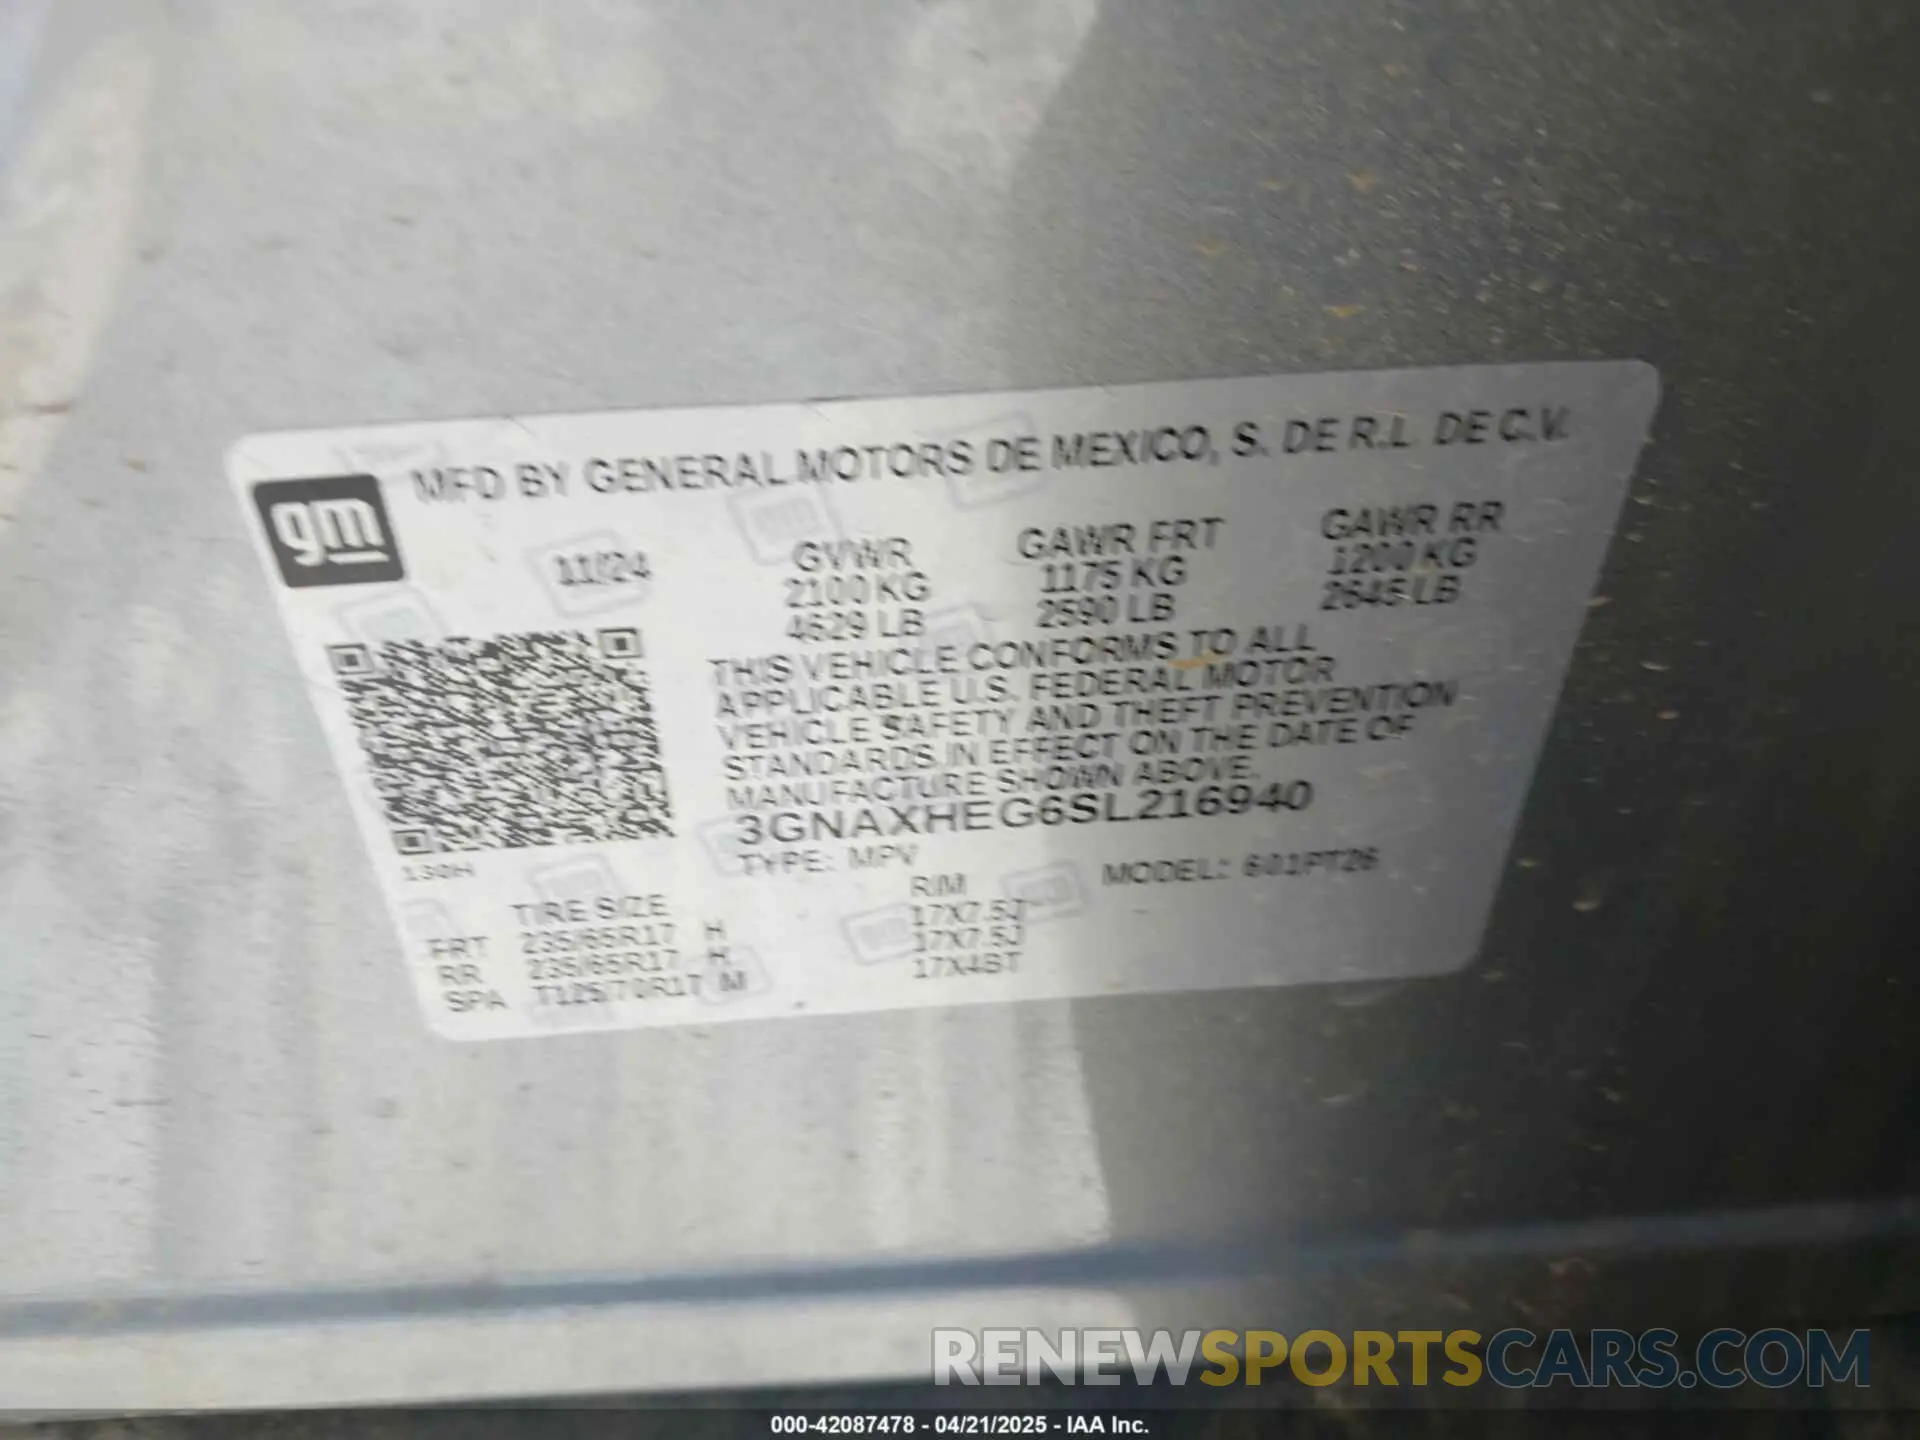 gm
MFD BY GENERAL MOTORS DE MEXICO, S. DE R.L. DE C.V.
11/24
GVWR
2100 KG
4629 LB
GAWR FRT
1175 KG
2590 LB
GAWR RR
1200 KG
2645 LB
THIS VEHICLE CONFORMS TO ALL
APPLICABLE U.S. FEDERAL MOTOR
VEHICLE SAFETY AND THEFT PREVENTION
STANDARDS IN EFFECT ON THE DATE OF
MANUFACTURE SHOWN ABOVE.
3GNAXHEG6SL216940
130H
TYPE: MPV
MODEL: 601PT26
TIRE SIZE RIM
FRT 235/65R17 H 17X7.5J
RR 235/65R17 H 17X7.5J
SPA T125/70R17 M 17X4BT
RENEWSPORTSCARS.COM
000-42087478 - 04/21/2025 - IAA Inc.